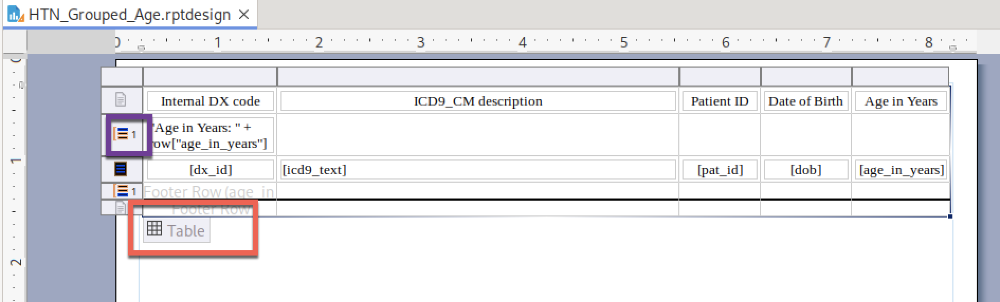 HTN_Grouped_Age.rptdesign
0 1 2 3 4 5 6 7 8
0
Internal DX code ICD9_CM description Patient ID Date of Birth Age in Years
1 "Age in Years: " +
row["age_in_years"]
1
[dx_id] [icd9_text] [pat_id] [dob] [age_in_years]
1 Footer Row (age_in
Footer Row
Table
2